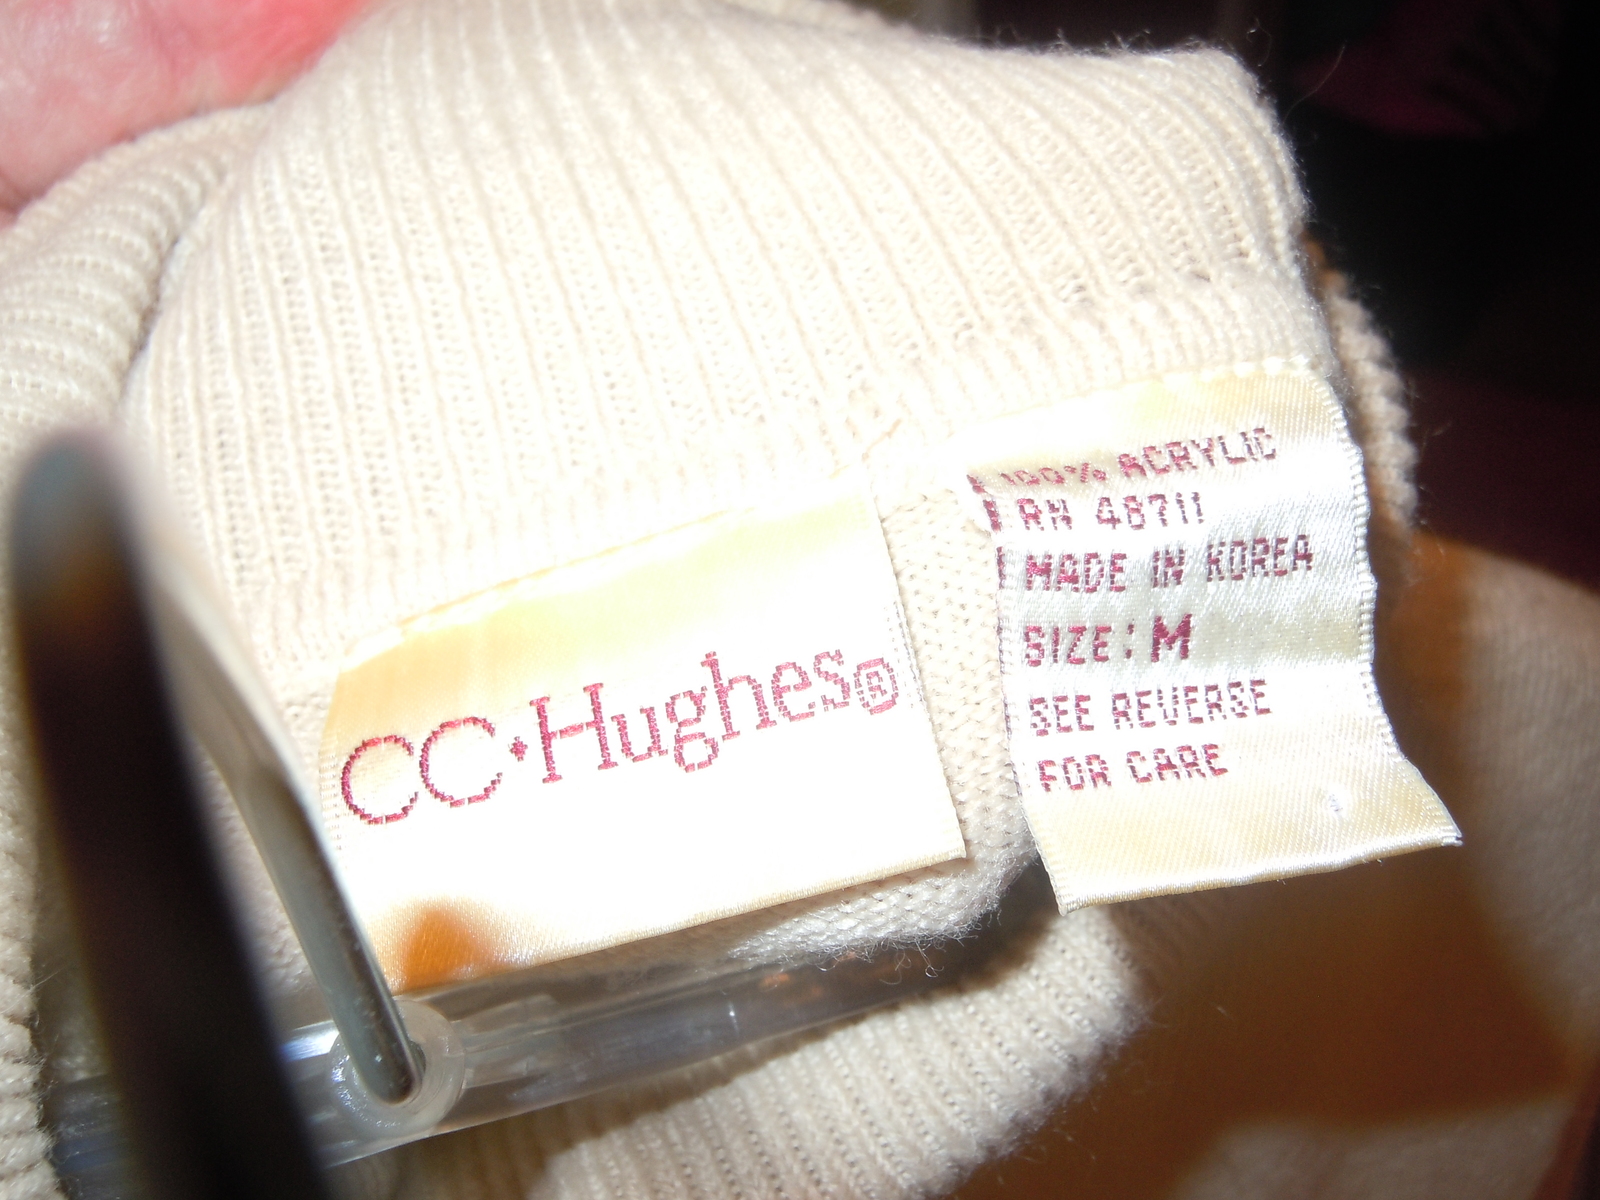 CC·Hughes®
100% ACRYLIC
RN 48711
MADE IN KOREA
SIZE: M
SEE REVERSE
FOR CARE